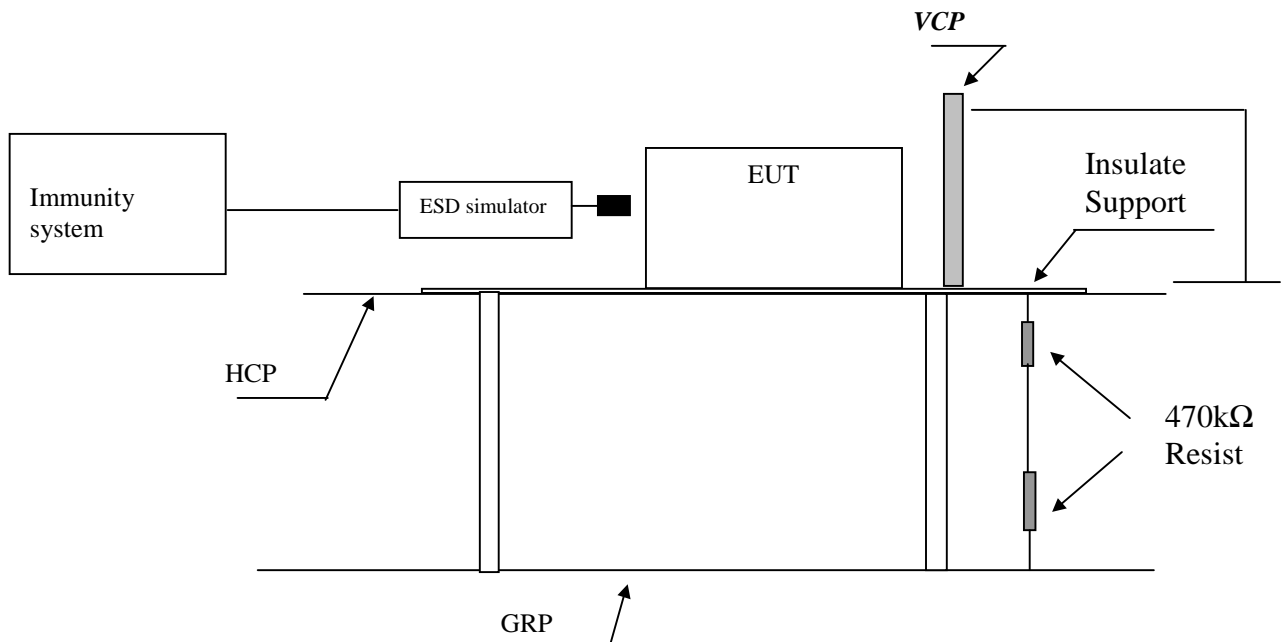 VCP
Immunity
system
ESD simulator
EUT
Insulate
Support
HCP
470kΩ
Resist
GRP